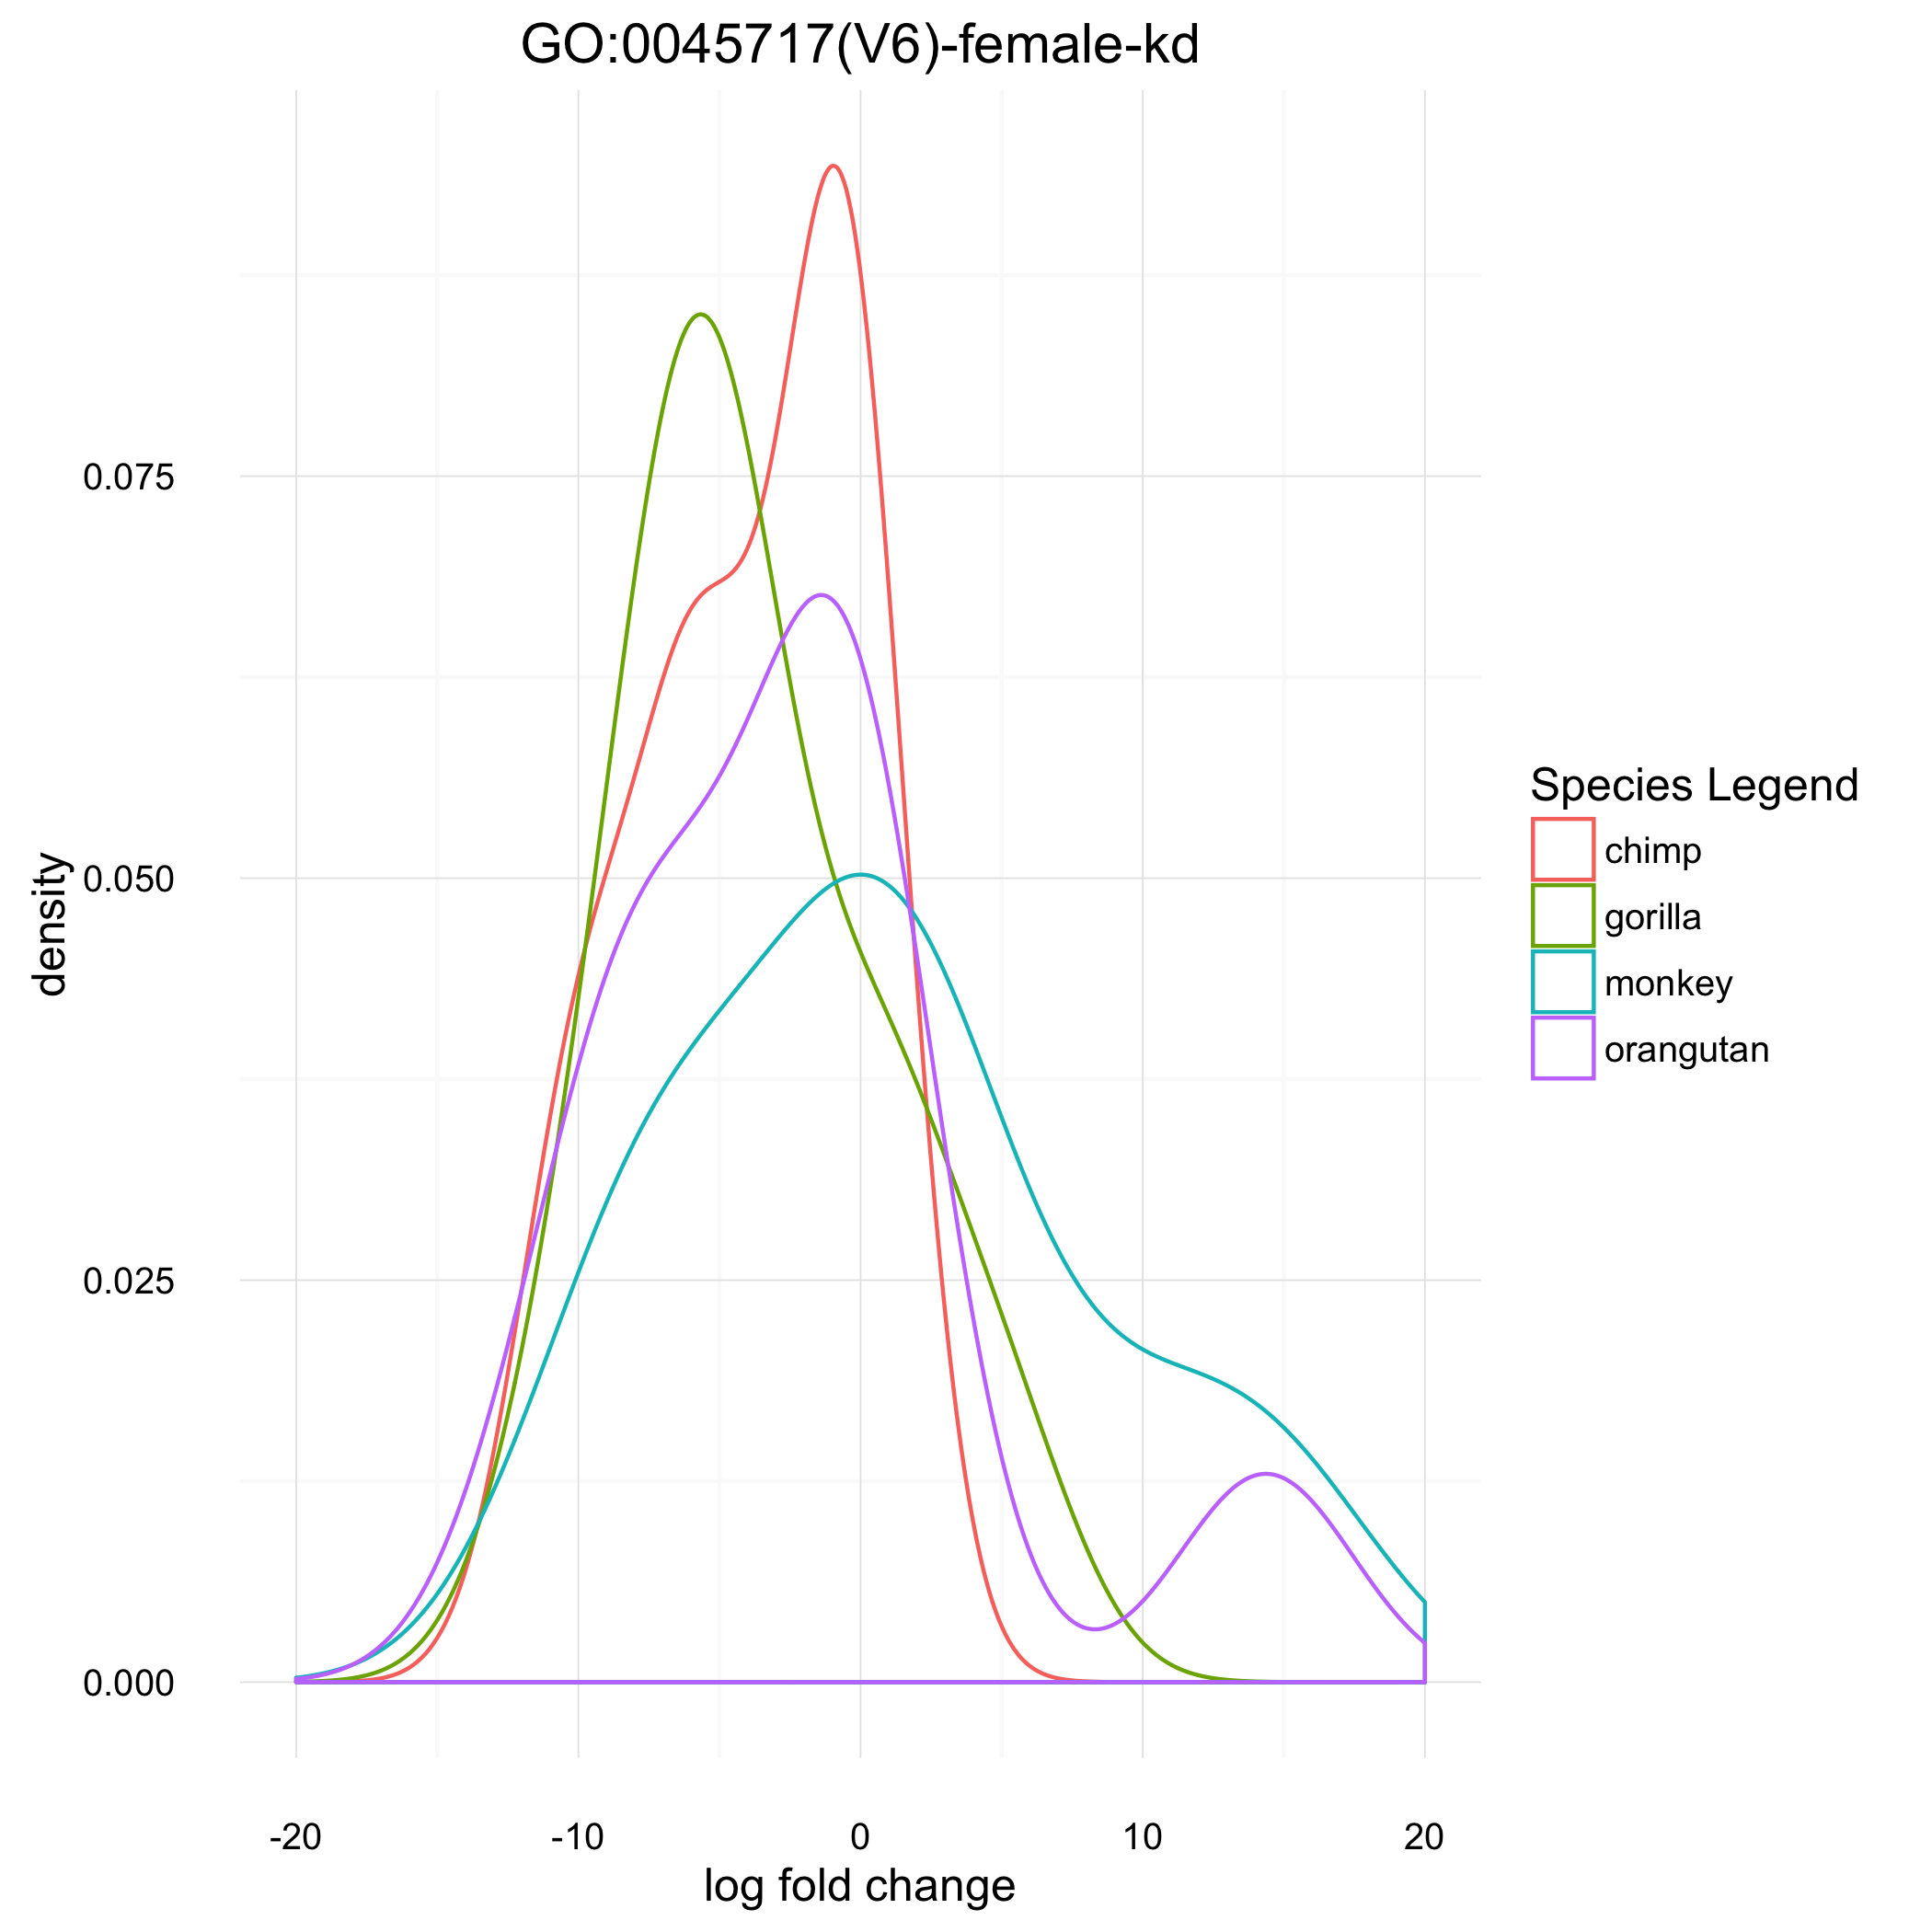 GO:0045717(V6)-female-kd
density
0.075
0.050
0.025
0.000
-20
-10
0
10
20
log fold change
Species Legend
chimp
gorilla
monkey
orangutan